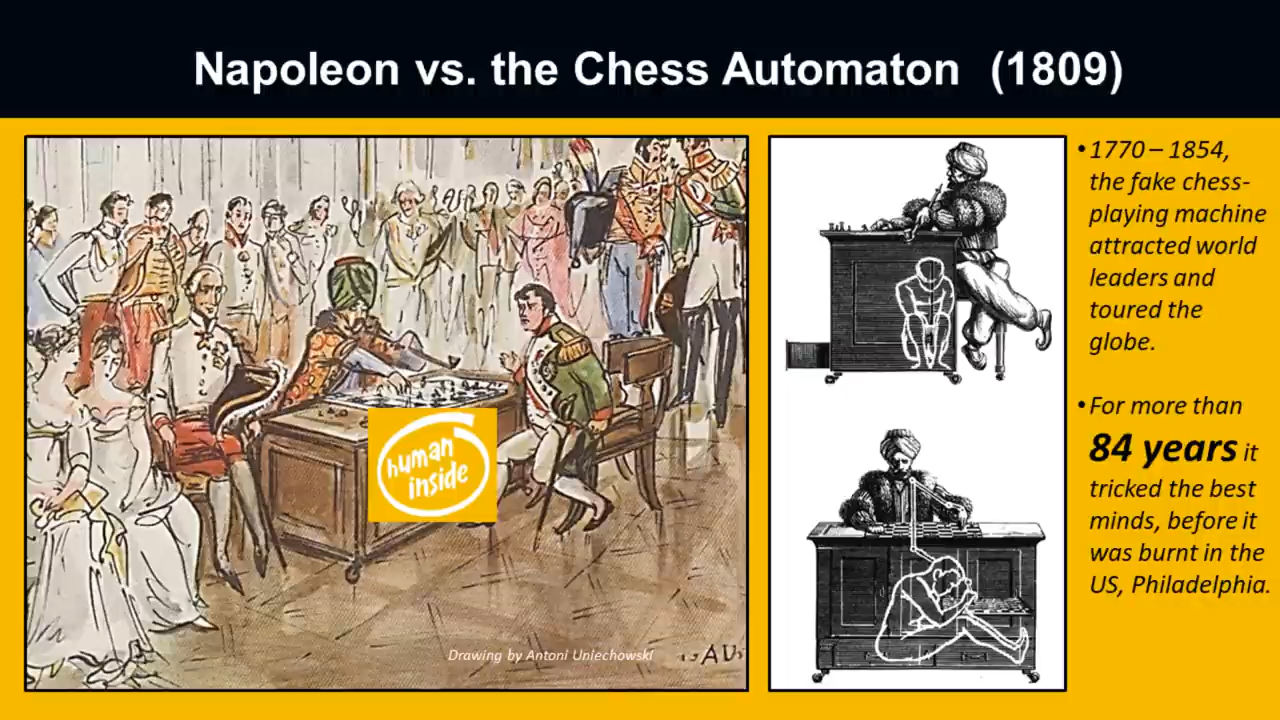 Napoleon vs. the Chess Automaton (1809)
human
inside
Drawing by Antoni Uniechowski
•1770 – 1854,
the fake chess-
playing machine
attracted world
leaders and
toured the
globe.
•For more than
84 years it
tricked the best
minds, before it
was burnt in the
US, Philadelphia.